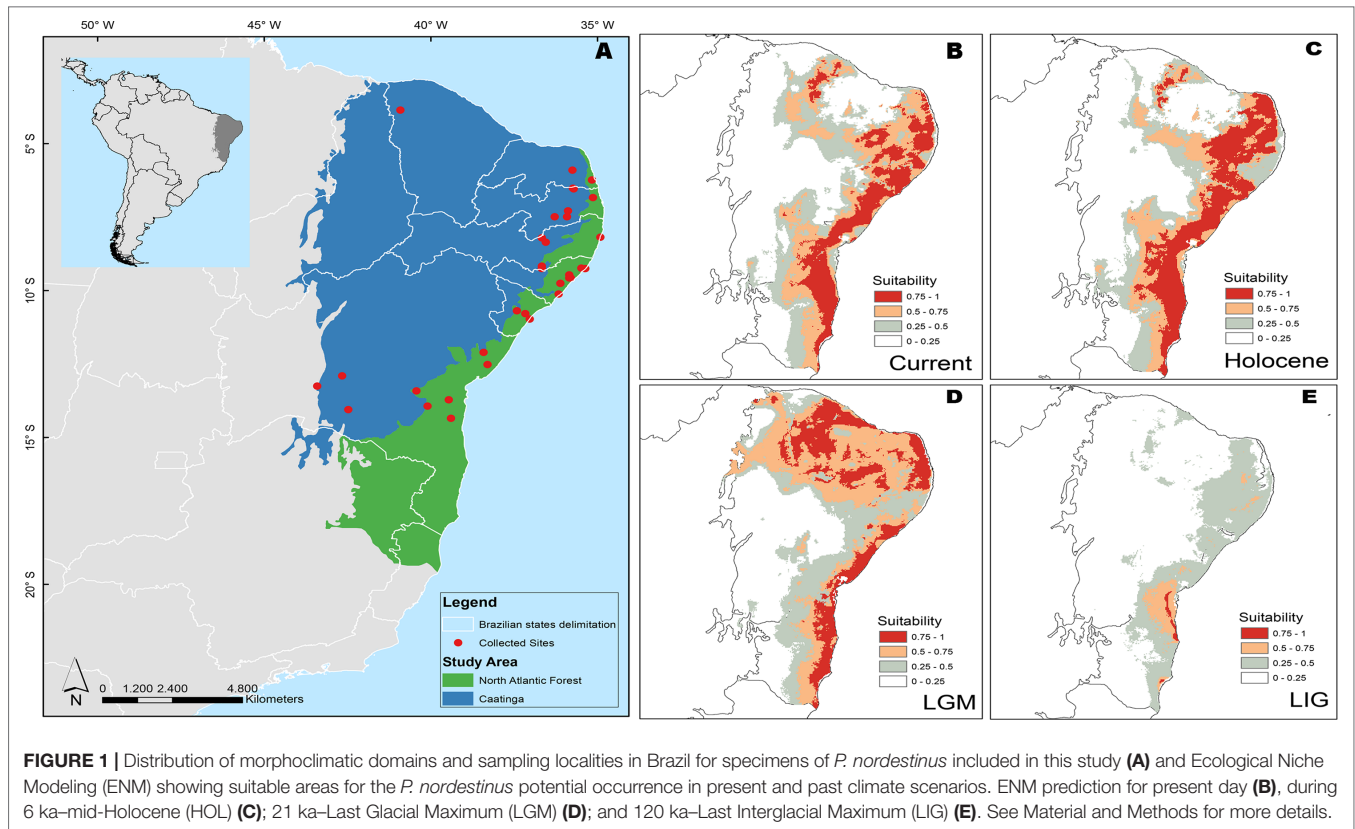 50° W 45° W 40° W 35° W
5° S
10° S
15° S
20° S
A
Legend
Brazilian states delimitation
Collected Sites
Study Area
North Atlantic Forest
Caatinga
N
0 1.200 2.400 4.800
Kilometers
B
Suitability
0.75 - 1
0.5 - 0.75
0.25 - 0.5
0 - 0.25
Current
C
Suitability
0.75 - 1
0.5 - 0.75
0.25 - 0.5
0 - 0.25
Holocene
D
Suitability
0.75 - 1
0.5 - 0.75
0.25 - 0.5
0 - 0.25
LGM
E
Suitability
0.75 - 1
0.5 - 0.75
0.25 - 0.5
0 - 0.25
LIG
FIGURE 1 | Distribution of morphoclimatic domains and sampling localities in Brazil for specimens of P. nordestinus included in this study (A) and Ecological Niche
Modeling (ENM) showing suitable areas for the P. nordestinus potential occurrence in present and past climate scenarios. ENM prediction for present day (B), during
6 ka–mid-Holocene (HOL) (C); 21 ka–Last Glacial Maximum (LGM) (D); and 120 ka–Last Interglacial Maximum (LIG) (E). See Material and Methods for more details.